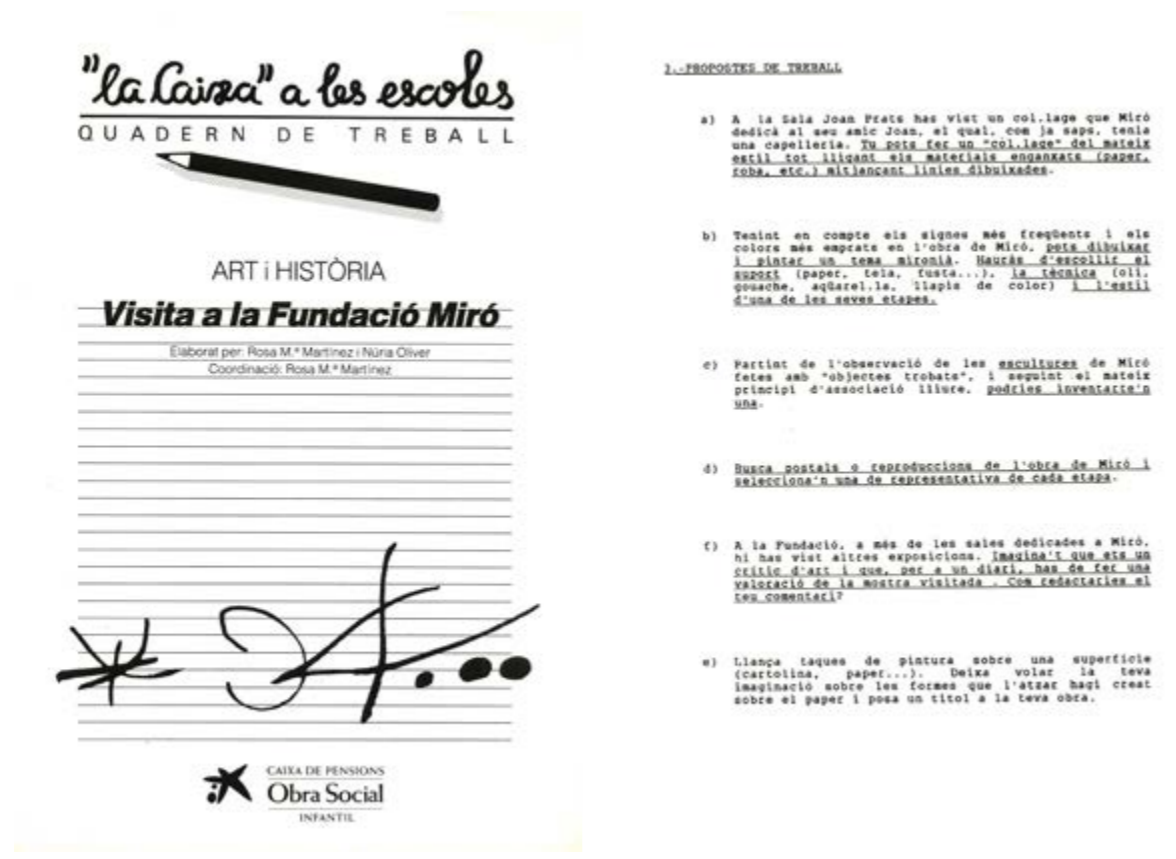 "la Caixa" a les escoles
QUADERN DE TREBALL
ART i HISTÒRIA
Visita a la Fundació Miró
Elaborat per: Rosa M.ª Martínez i Núria Oliver
Coordinació: Rosa M.ª Martínez
CAIXA DE PENSIONS
Obra Social
INFANTIL
3.-PROPOSTES DE TREBALL
a) A la Sala Joan Prats has vist un col.lage que Miró
dedicà al seu amic Joan, el qual, com ja saps, tenia
una capelleria. Tu pots fer un "col.lage" del mateix
estil tot lligant els materials enganxats (paper,
roba, etc.) mitjançant línies dibuixades.
b) Tenint en compte els signes més freqüents i els
colors més emprats en l'obra de Miró, pots dibuixar
i pintar un tema mironià. Hauràs d'escollir el
suport (paper, tela, fusta...), la tècnica (oli,
gouache, aqüarel.la, llapis de color) i l'estil
d'una de les seves etapes.
c) Partint de l'observació de les escultures de Miró
fetes amb "objectes trobats", i seguint el mateix
principi d'associació lliure, podries inventarte'n
una.
d) Busca postals o reproduccions de l'obra de Miró i
selecciona'n una de representativa de cada etapa.
f) A la Fundació, a més de les sales dedicades a Miró,
hi has vist altres exposicions. Imagina't que ets un
crític d'art i que, per a un diari, has de fer una
valoració de la mostra visitada . Com redactaries el
teu comentari?
e) Llança taques de pintura sobre una superfície
(cartolina, paper...). Deixa volar la teva
imaginació sobre les formes que l'atzar hagi creat
sobre el paper i posa un títol a la teva obra.